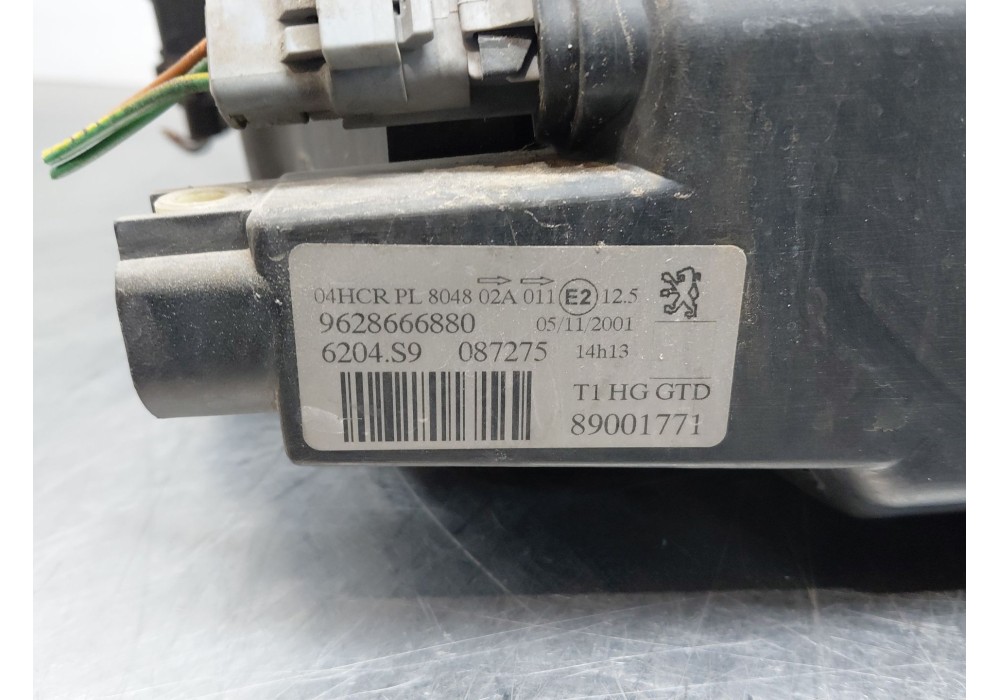 04HCR PL 8048 02A 011 E2 12.5
9628666880 05/11/2001
6204.S9 087275 14h13
T1 HG GTD
89001771